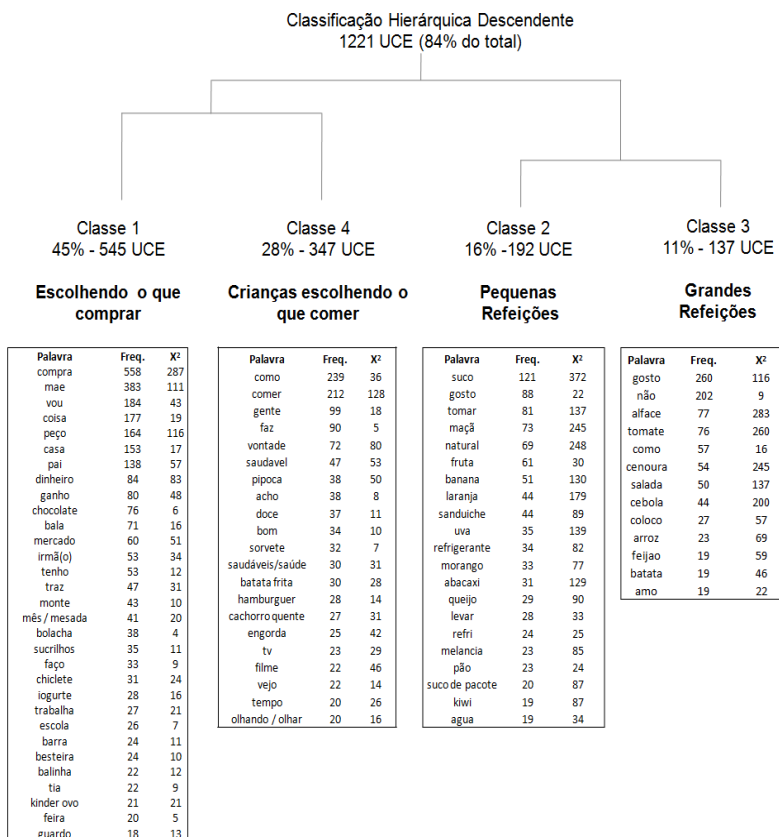 Classificação Hierárquica Descendente
1221 UCE (84% do total)
Classe 1
45% - 545 UCE
Escolhendo o que
comprar
Palavra Freq. X²
compra 558 287
mae 383 111
vou 184 43
coisa 177 19
peço 164 116
casa 153 17
pai 138 57
dinheiro 84 83
ganho 80 48
chocolate 76 6
bala 71 16
mercado 60 51
irmã(o) 53 34
tenho 53 12
traz 47 31
monte 43 10
mês / mesada 41 20
bolacha 38 4
sucrilhos 35 11
faço 33 9
chiclete 31 24
iogurte 28 16
trabalha 27 21
escola 26 7
barra 24 11
besteira 24 10
balinha 22 12
tia 22 9
kinder ovo 21 21
feira 20 5
guardo 18 13
Classe 4
28% - 347 UCE
Crianças escolhendo o
que comer
Palavra Freq. X²
como 239 36
comer 212 128
gente 99 18
faz 90 5
vontade 72 80
saudavel 47 53
pipoca 38 50
acho 38 8
doce 37 11
bom 34 10
sorvete 32 7
saudáveis/saúde 30 31
batata frita 30 28
hamburguer 28 14
cachorro quente 27 31
engorda 25 42
tv 23 29
filme 22 46
vejo 22 14
tempo 20 26
olhando / olhar 20 16
Classe 2
16% -192 UCE
Pequenas
Refeições
Palavra Freq. X²
suco 121 372
gosto 88 22
tomar 81 137
maçã 73 245
natural 69 248
fruta 61 30
banana 51 130
laranja 44 179
sanduiche 44 89
uva 35 139
refrigerante 34 82
morango 33 77
abacaxi 31 129
queijo 29 90
levar 28 33
refri 24 25
melancia 23 85
pão 23 24
suco de pacote 20 87
kiwi 19 87
agua 19 34
Classe 3
11% - 137 UCE
Grandes
Refeições
Palavra Freq. X²
gosto 260 116
não 202 9
alface 77 283
tomate 76 260
como 57 16
cenoura 54 245
salada 50 137
cebola 44 200
coloco 27 57
arroz 23 69
feijao 19 59
batata 19 46
amo 19 22